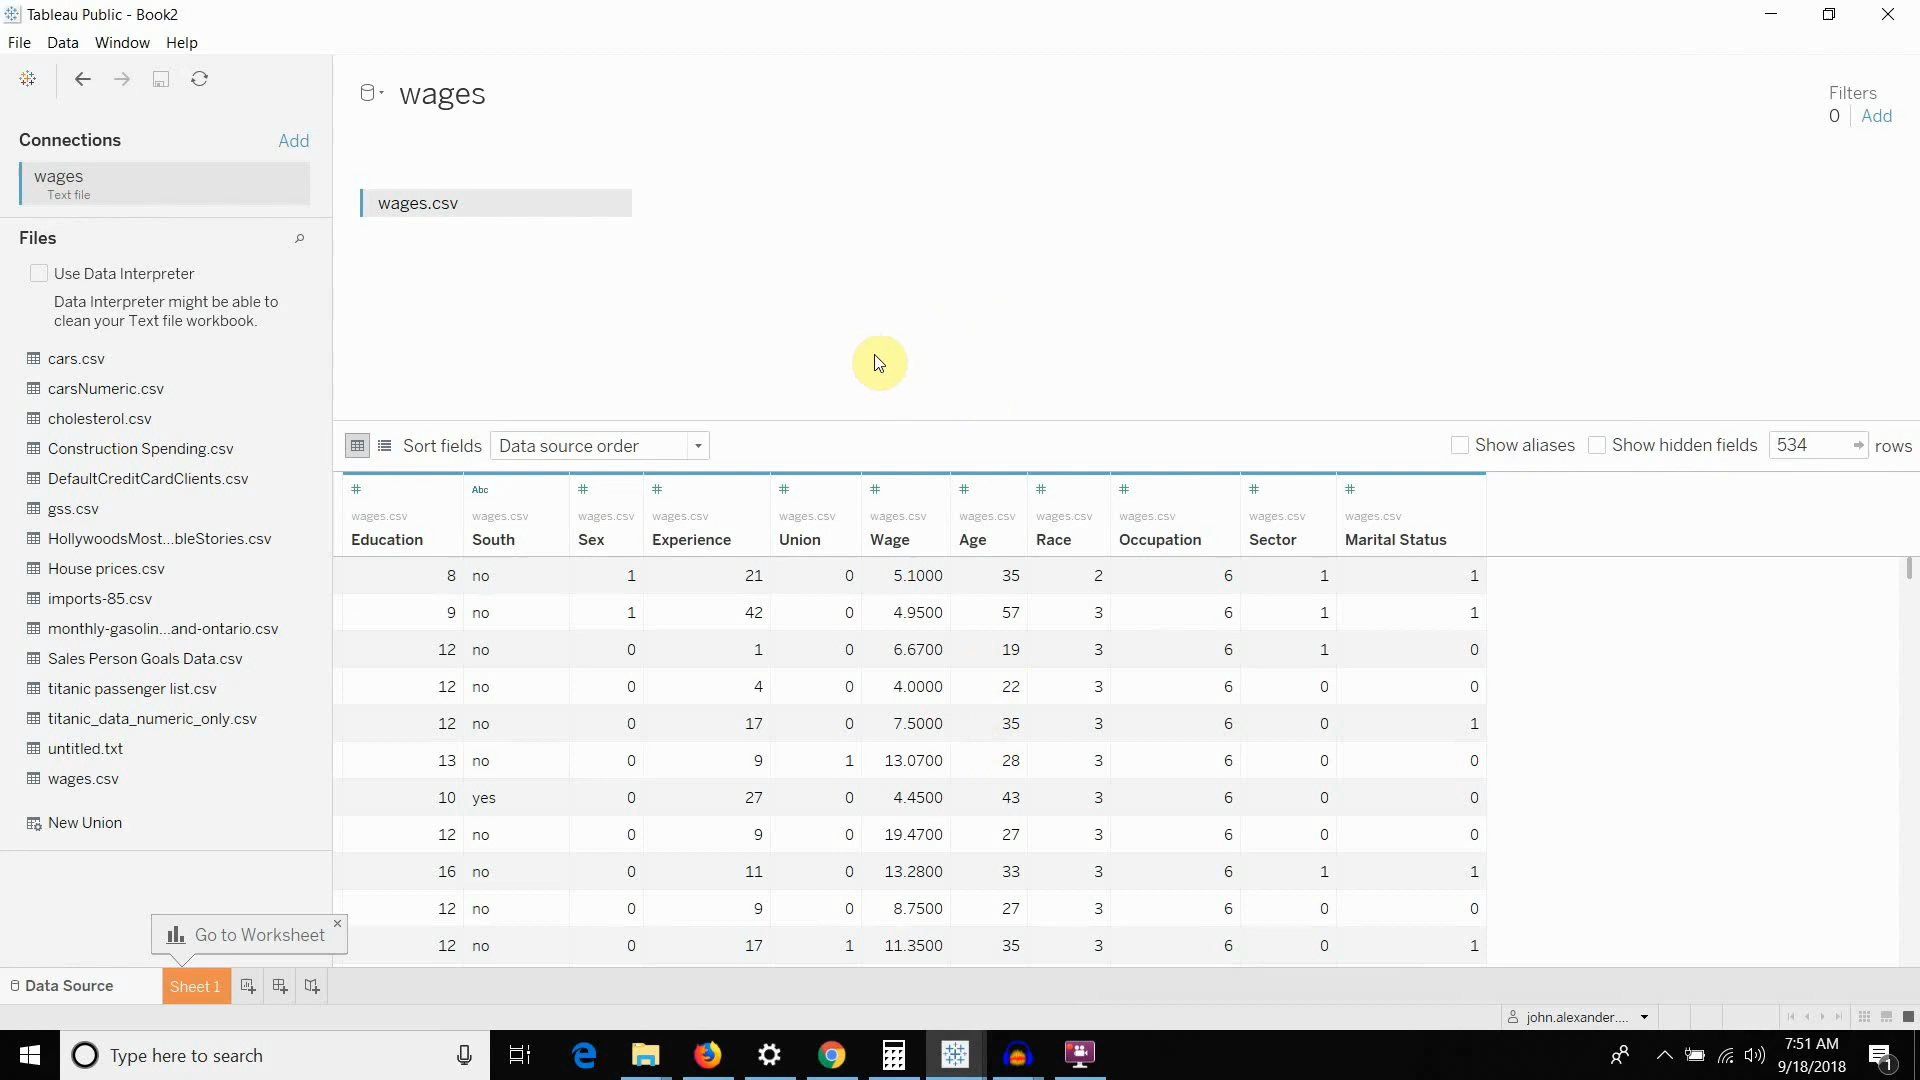 Tableau Public - Book2
File Data Window Help
Connections Add
wages
Text file
Files
Use Data Interpreter
Data Interpreter might be able to
clean your Text file workbook.
cars.csv
carsNumeric.csv
cholesterol.csv
Construction Spending.csv
DefaultCreditCardClients.csv
gss.csv
HollywoodsMost...bleStories.csv
House prices.csv
imports-85.csv
monthly-gasolin...and-ontario.csv
Sales Person Goals Data.csv
titanic passenger list.csv
titanic_data_numeric_only.csv
untitled.txt
wages.csv
New Union
wages
Filters
0 Add
wages.csv
Sort fields Data source order Show aliases Show hidden fields 534 rows
# Abc # # # # # # # # #
wages.csv wages.csv wages.csv wages.csv wages.csv wages.csv wages.csv wages.csv wages.csv wages.csv wages.csv
Education South Sex Experience Union Wage Age Race Occupation Sector Marital Status
8 no 1 21 0 5.1000 35 2 6 1 1
9 no 1 42 0 4.9500 57 3 6 1 1
12 no 0 1 0 6.6700 19 3 6 1 0
12 no 0 4 0 4.0000 22 3 6 0 0
12 no 0 17 0 7.5000 35 3 6 0 1
13 no 0 9 1 13.0700 28 3 6 0 0
10 yes 0 27 0 4.4500 43 3 6 0 0
12 no 0 9 0 19.4700 27 3 6 0 0
16 no 0 11 0 13.2800 33 3 6 1 1
12 no 0 9 0 8.7500 27 3 6 0 0
12 no 0 17 1 11.3500 35 3 6 0 1
Go to Worksheet
Data Source Sheet 1
john.alexander....
Type here to search
7:51 AM
9/18/2018
1